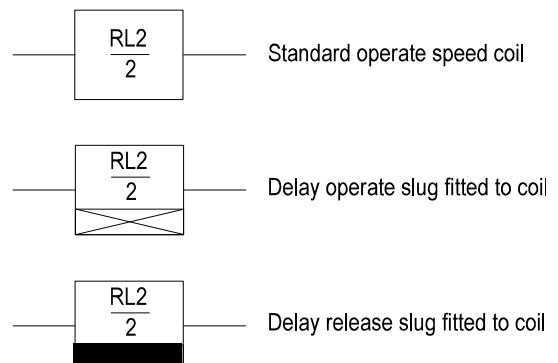 RL2
2
Standard operate speed coil
RL2
2
Delay operate slug fitted to coil
RL2
2
Delay release slug fitted to coil